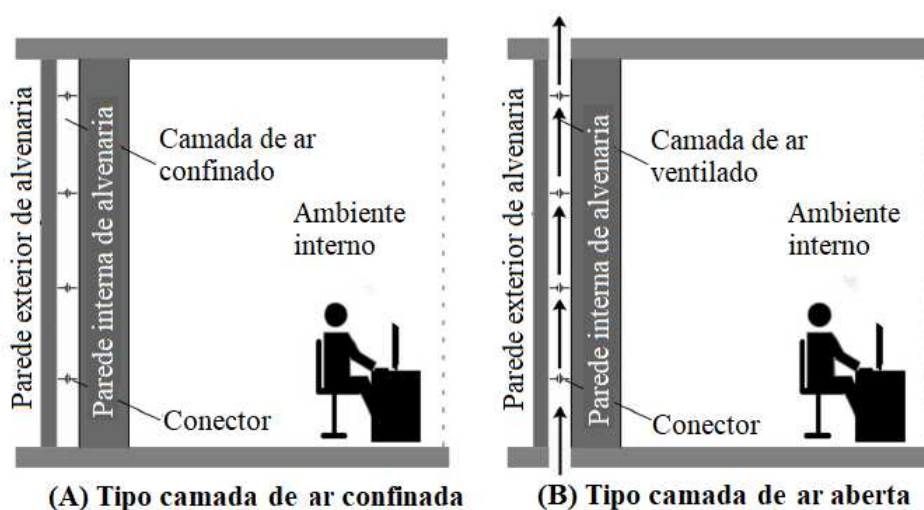 Parede exterior de alvenaria
Parede interna de alvenaria
Camada de ar
confinado
Ambiente
interno
Conector
(A) Tipo camada de ar confinada
Parede exterior de alvenaria
Parede interna de alvenaria
Camada de ar
ventilado
Ambiente
interno
Conector
(B) Tipo camada de ar aberta